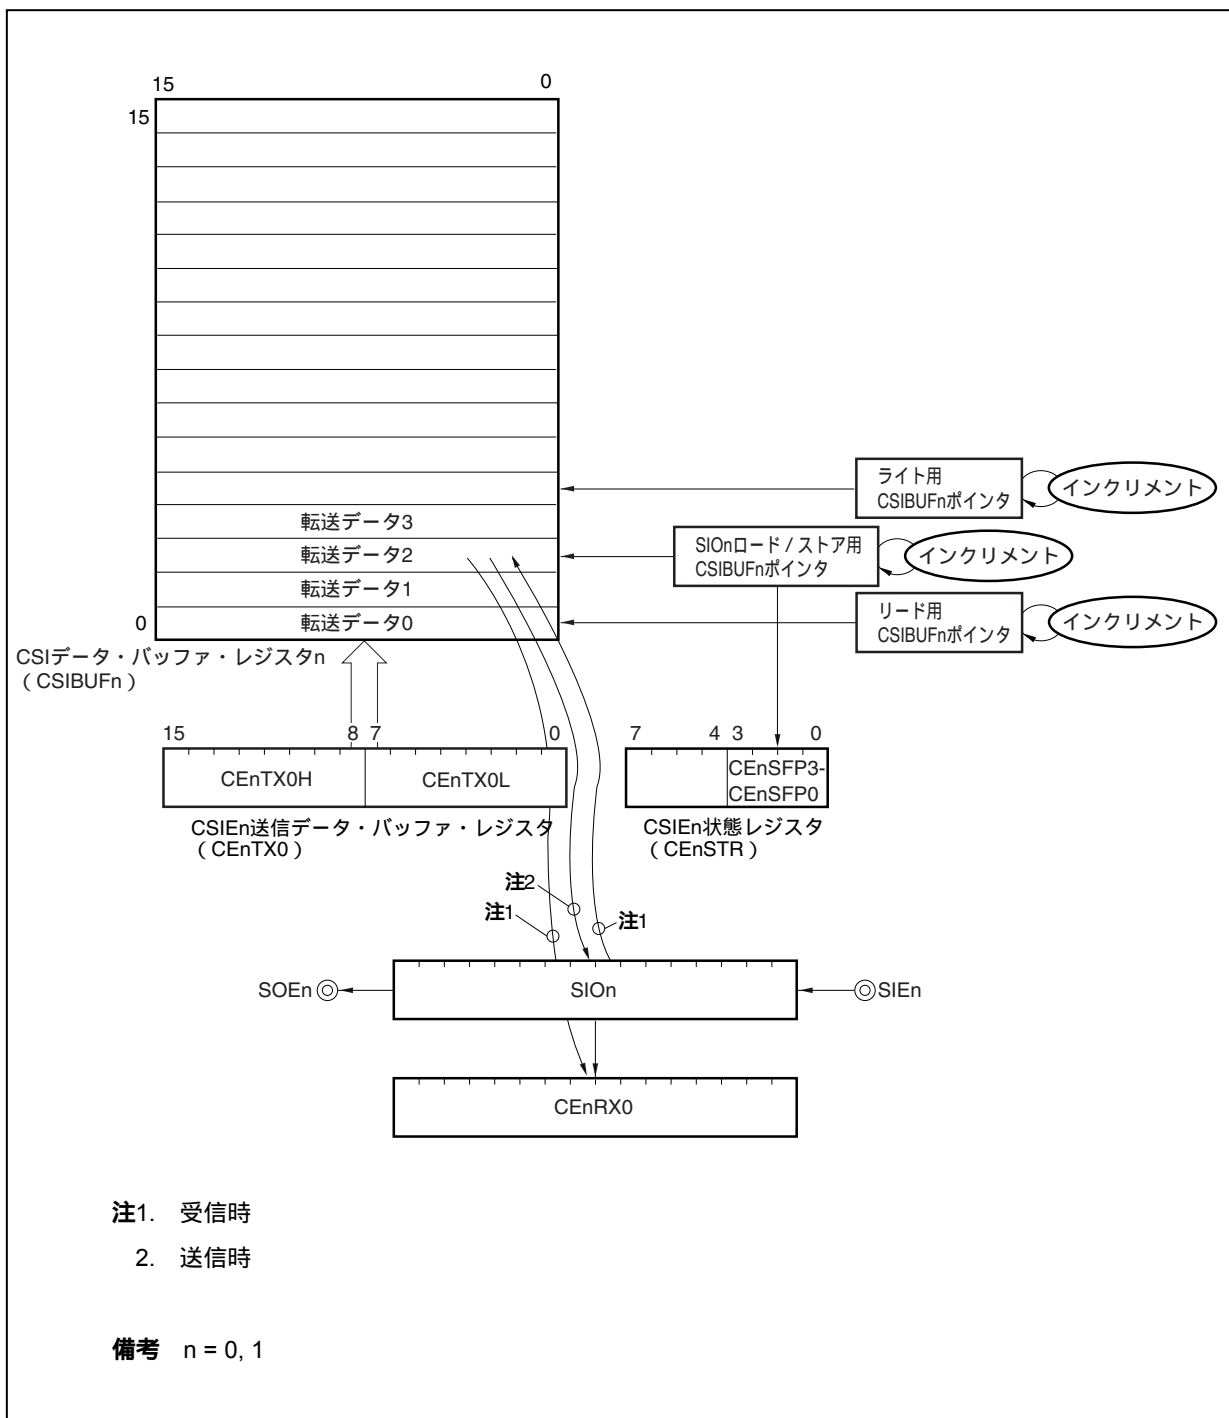 15 0
15
転送データ3
転送データ2
転送データ1
転送データ0
0
ライト用
CSIBUFnポインタ
インクリメント
SIOnロード / ストア用
CSIBUFnポインタ
インクリメント
リード用
CSIBUFnポインタ
インクリメント
CSIデータ・バッファ・レジスタn
（CSIBUFn）
15 8 7 0
CEnTX0H CEnTX0L
CSIEn送信データ・バッファ・レジスタ
（CEnTX0）
7 4 3 0
CEnSFP3-
CEnSFP0
CSIEn状態レジスタ
（CEnSTR）
注2
注1 注1
SOEn SIOn SIEn
CEnRX0
注1. 受信時
2. 送信時
備考 n = 0, 1